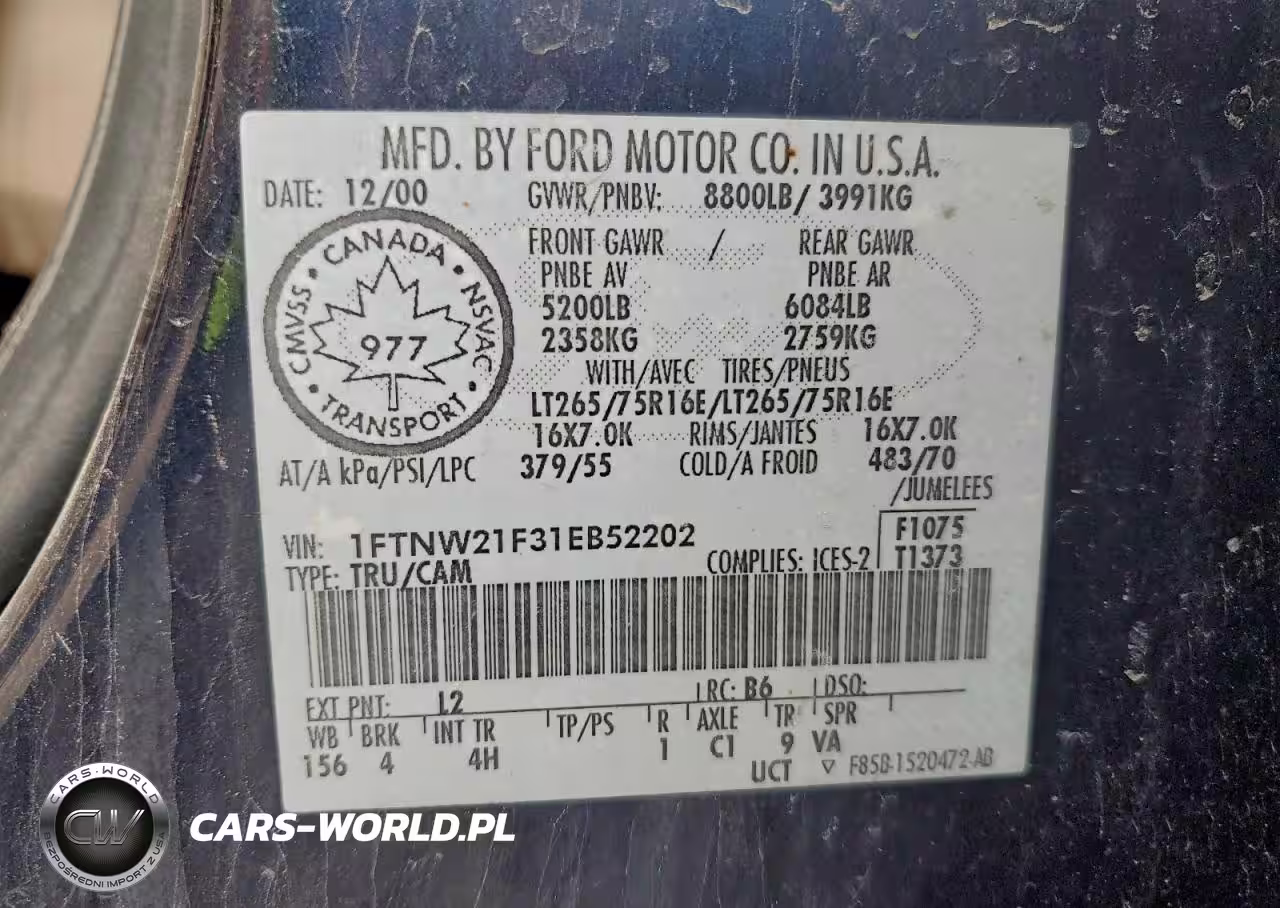 MFD. BY FORD MOTOR CO. IN U.S.A.
DATE: 12/00 GVWR/PNBV: 8800LB/ 3991KG
FRONT GAWR / REAR GAWR
PNBE AV PNBE AR
5200LB 6084LB
2358KG 2759KG
WITH/AVEC TIRES/PNEUS
LT265/75R16E/LT265/75R16E
16X7.0K RIMS/JANTES 16X7.0K
AT/A kPa/PSI/LPC 379/55 COLD/A FROID 483/70
/JUMELEES
CANADA • NSVAC • TRANSPORT • CMVSS •
977
VIN: 1FTNW21F31EB52202 F1075
TYPE: TRU/CAM COMPLIES: ICES-2 T1373
EXT PNT: L2 RC: B6 DSO:
WB BRK INT TR TP/PS R AXLE TR SPR
156 4 4H 1 C1 9 VA
UCT ▽ F85B-1520472-AB
CARS-WORLD
CW
BEZPOŚREDNI IMPORT Z USA
CARS-WORLD.PL